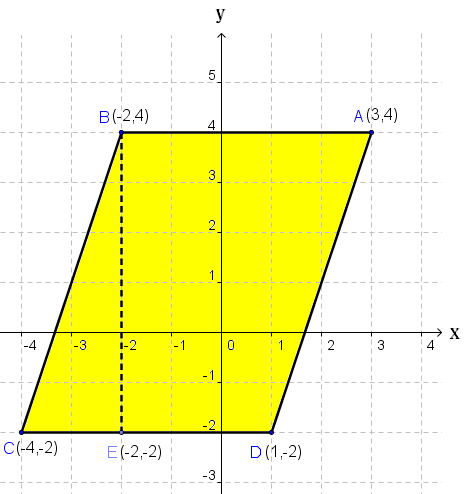 y
5
B(-2,4)
4
A(3,4)
3
2
1
-4 -3 -2 -1 0 1 2 3 4 x
-1
-2
C(-4,-2) E(-2,-2) D(1,-2)
-3